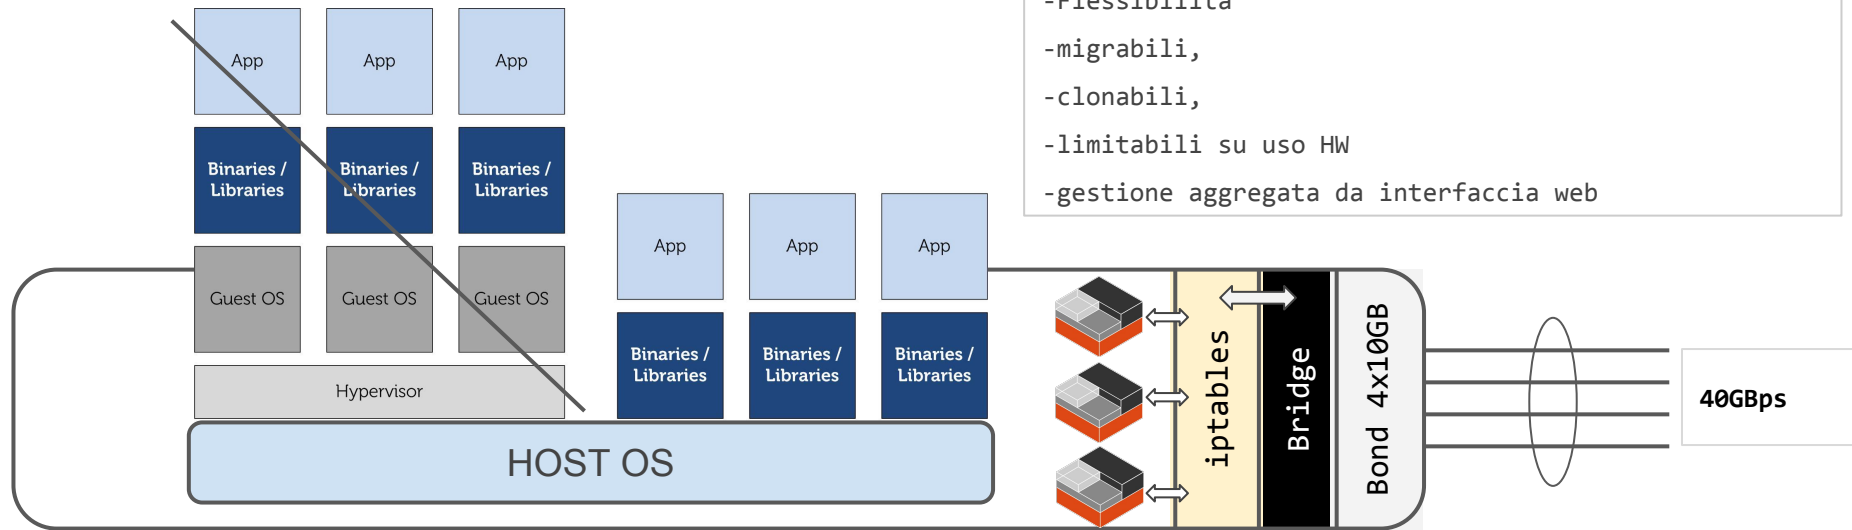 -Flessibilità
-migrabili,
-clonabili,
-limitabili su uso HW
-gestione aggregata da interfaccia web
App
App
App
Binaries /
Libraries
Binaries /
Libraries
Binaries /
Libraries
Guest OS
Guest OS
Guest OS
Hypervisor
App
App
App
Binaries /
Libraries
Binaries /
Libraries
Binaries /
Libraries
HOST OS
iptables
Bridge
Bond 4x10GB
40GBps